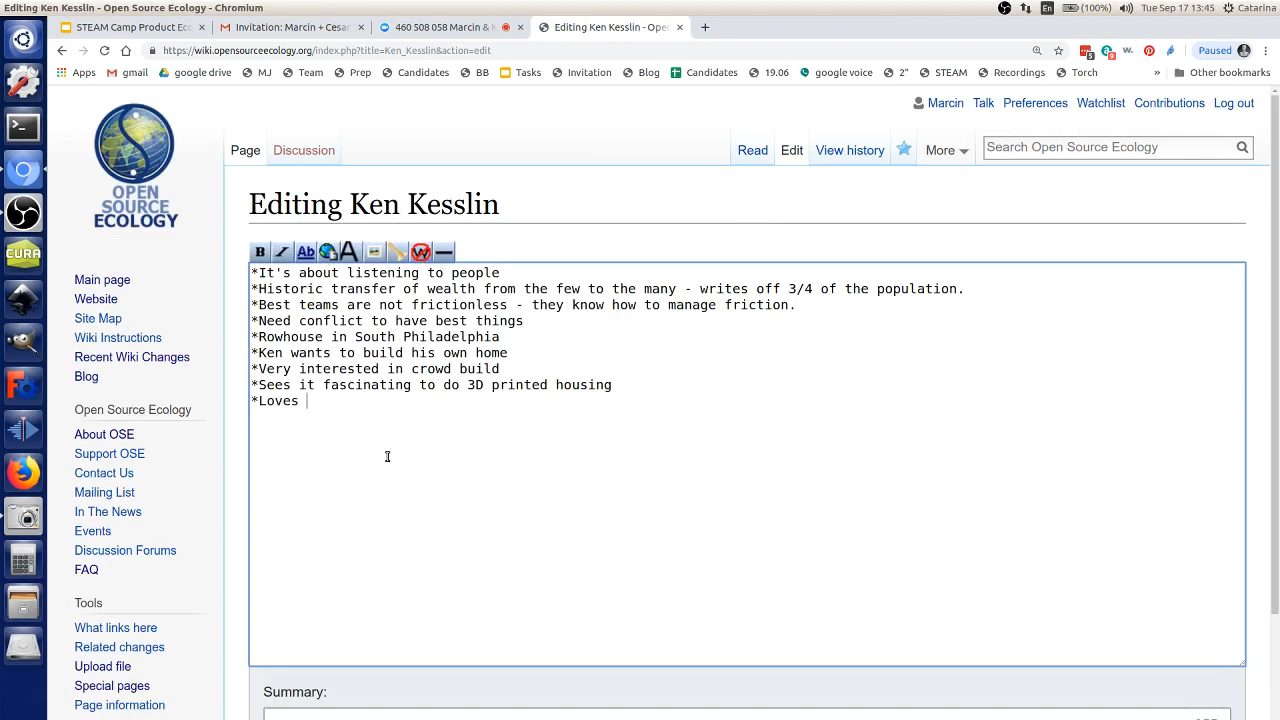 Editing Ken Kesslin - Open Source Ecology - Chromium
En (100%) Tue Sep 17 13:45 Catarina
STEAM Camp Product Eco
Invitation: Marcin + Cesar
460 508 058 Marcin & K
Editing Ken Kesslin - Open
https://wiki.opensourceecology.org/index.php?title=Ken_Kesslin&action=edit
Paused
Apps gmail google drive MJ Team Prep Candidates BB Tasks Invitation Blog Candidates 19.06 google voice 2" STEAM Recordings Torch » Other bookmarks
Marcin Talk Preferences Watchlist Contributions Log out
Page Discussion Read Edit View history More Search Open Source Ecology
OPEN
SOURCE
ECOLOGY
Editing Ken Kesslin
B I Ab A W
*It's about listening to people
*Historic transfer of wealth from the few to the many - writes off 3/4 of the population.
*Best teams are not frictionless - they know how to manage friction.
*Need conflict to have best things
*Rowhouse in South Philadelphia
*Ken wants to build his own home
*Very interested in crowd build
*Sees it fascinating to do 3D printed housing
*Loves
Summary:
CURA
Main page
Website
Site Map
Wiki Instructions
Recent Wiki Changes
Blog
Open Source Ecology
About OSE
Support OSE
Contact Us
Mailing List
In The News
Events
Discussion Forums
FAQ
Tools
What links here
Related changes
Upload file
Special pages
Page information